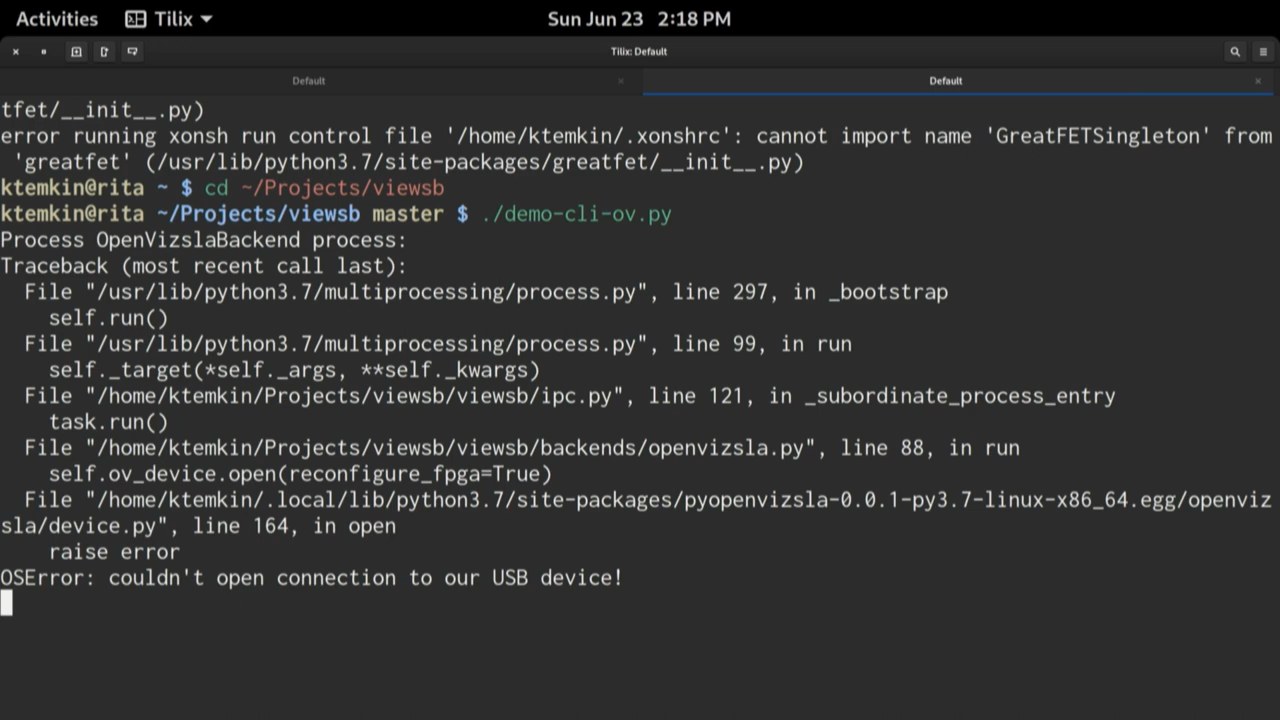 Activities Tilix Sun Jun 23 2:18 PM
Tilix: Default
Default Default
tfet/__init__.py)
error running xonsh run control file '/home/ktemkin/.xonshrc': cannot import name 'GreatFETSingleton' from
'greatfet' (/usr/lib/python3.7/site-packages/greatfet/__init__.py)
ktemkin@rita ~ $ cd ~/Projects/viewsb
ktemkin@rita ~/Projects/viewsb master $ ./demo-cli-ov.py
Process OpenVizslaBackend process:
Traceback (most recent call last):
  File "/usr/lib/python3.7/multiprocessing/process.py", line 297, in _bootstrap
    self.run()
  File "/usr/lib/python3.7/multiprocessing/process.py", line 99, in run
    self._target(*self._args, **self._kwargs)
  File "/home/ktemkin/Projects/viewsb/viewsb/ipc.py", line 121, in _subordinate_process_entry
    task.run()
  File "/home/ktemkin/Projects/viewsb/viewsb/backends/openvizsla.py", line 88, in run
    self.ov_device.open(reconfigure_fpga=True)
  File "/home/ktemkin/.local/lib/python3.7/site-packages/pyopenvizsla-0.0.1-py3.7-linux-x86_64.egg/openviz
sla/device.py", line 164, in open
    raise error
OSError: couldn't open connection to our USB device!